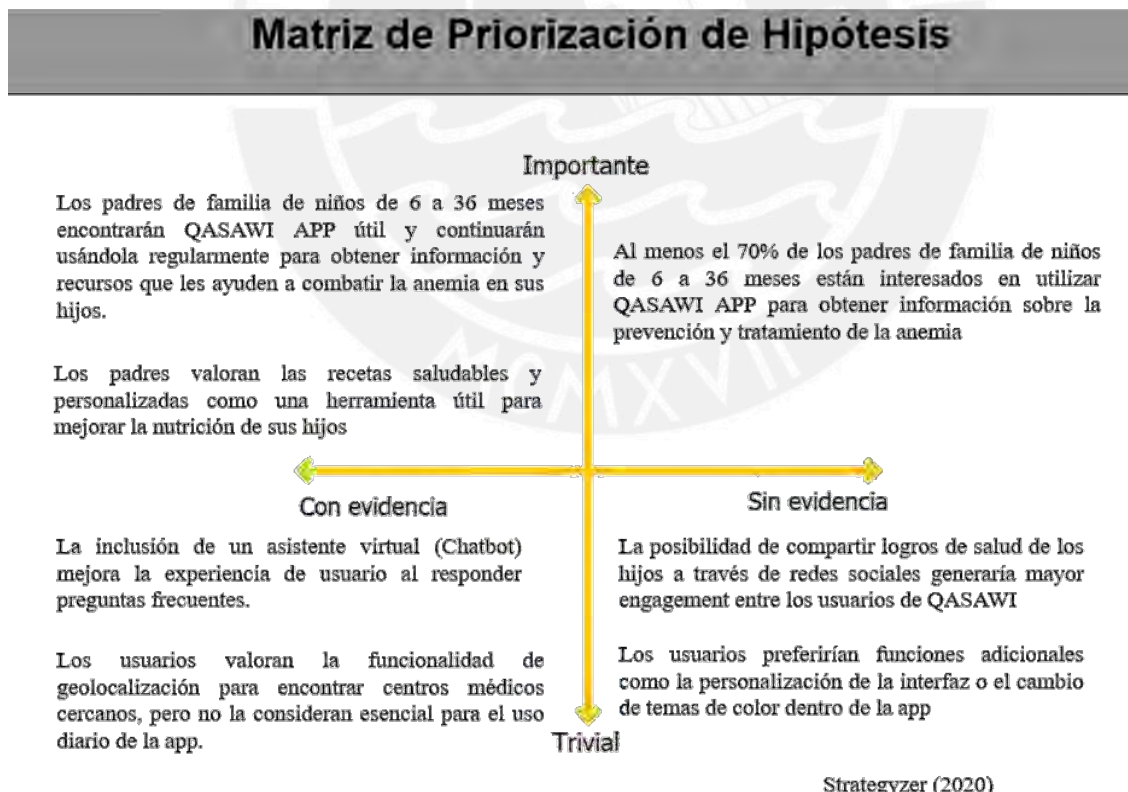 Matriz de Priorización de Hipótesis
Importante
Los padres de familia de niños de 6 a 36 meses
encontrarán QASAWI APP útil y continuarán
usándola regularmente para obtener información y
recursos que les ayuden a combatir la anemia en sus
hijos.
Los padres valoran las recetas saludables y
personalizadas como una herramienta útil para
mejorar la nutrición de sus hijos
Al menos el 70% de los padres de familia de niños
de 6 a 36 meses están interesados en utilizar
QASAWI APP para obtener información sobre la
prevención y tratamiento de la anemia
MCMXVII
Con evidencia
Sin evidencia
La inclusión de un asistente virtual (Chatbot)
mejora la experiencia de usuario al responder
preguntas frecuentes.
Los usuarios valoran la funcionalidad de
geolocalización para encontrar centros médicos
cercanos, pero no la consideran esencial para el uso
diario de la app.
La posibilidad de compartir logros de salud de los
hijos a través de redes sociales generaría mayor
engagement entre los usuarios de QASAWI
Los usuarios preferirían funciones adicionales
como la personalización de la interfaz o el cambio
de temas de color dentro de la app
Trivial
Strategyzer (2020)